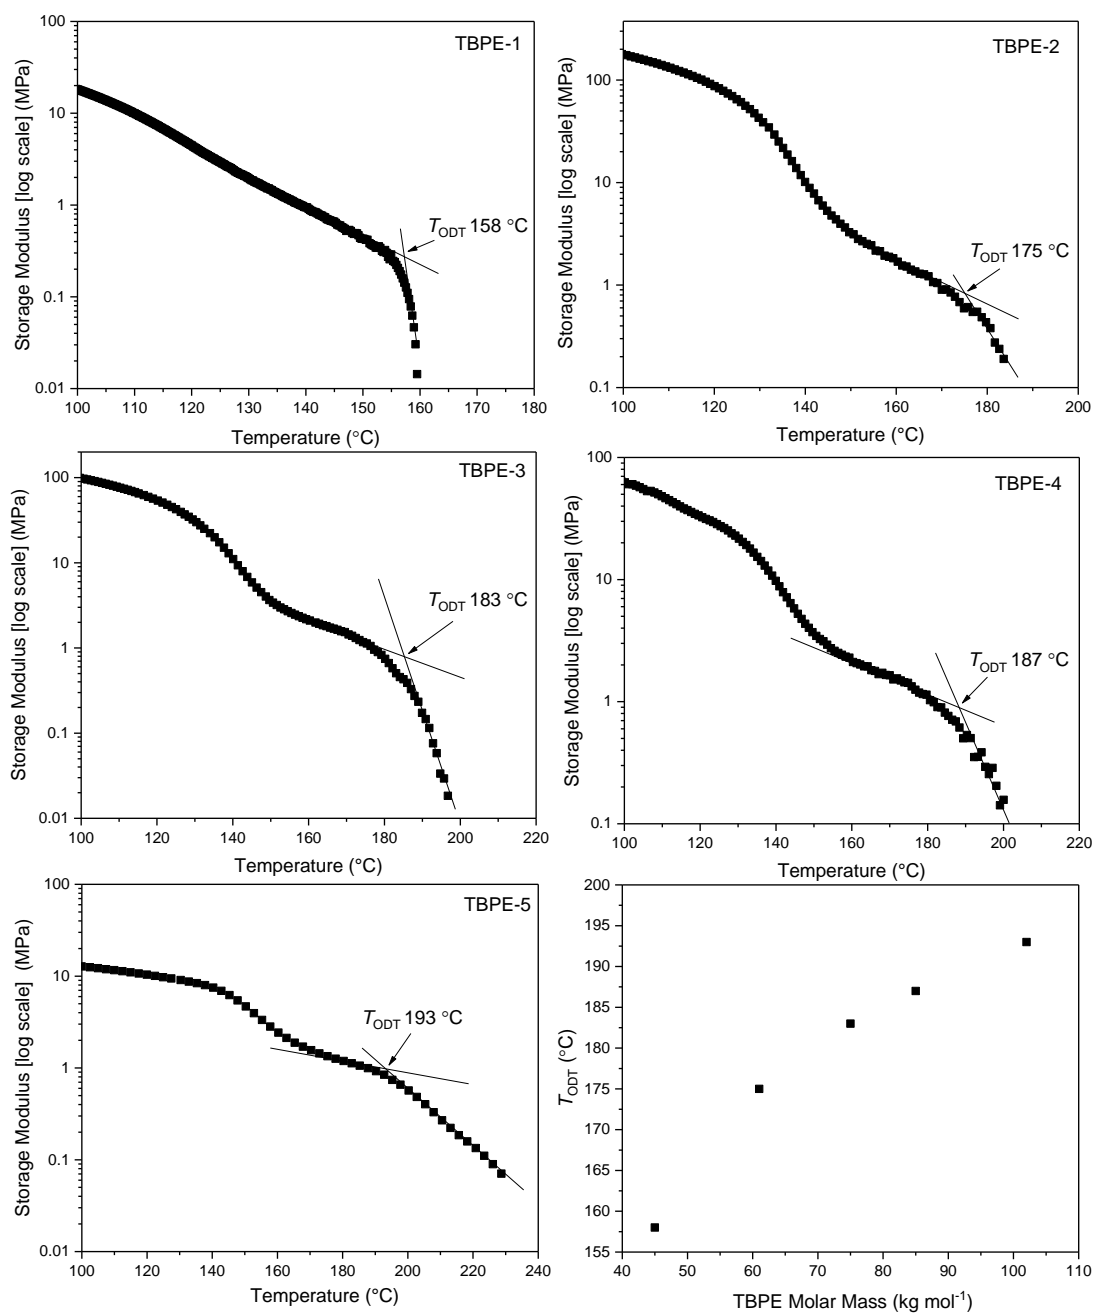 TBPE-1
Storage Modulus [log scale] (MPa)
100
10
1
0.1
0.01
T_ODT 158 °C
100 110 120 130 140 150 160 170 180
Temperature (°C)
TBPE-2
Storage Modulus [log scale] (MPa)
100
10
1
0.1
T_ODT 175 °C
100 120 140 160 180 200
Temperature (°C)
TBPE-3
Storage Modulus [log scale] (MPa)
100
10
1
0.1
0.01
T_ODT 183 °C
100 120 140 160 180 200 220
Temperature (°C)
TBPE-4
Storage Modulus [log scale] (MPa)
100
10
1
0.1
T_ODT 187 °C
100 120 140 160 180 200 220
Temperature (°C)
TBPE-5
Storage Modulus [log scale] (MPa)
100
10
1
0.1
0.01
T_ODT 193 °C
100 120 140 160 180 200 220 240
Temperature (°C)
T_ODT (°C)
200
195
190
185
180
175
170
165
160
155
40 50 60 70 80 90 100 110
TBPE Molar Mass (kg mol⁻¹)